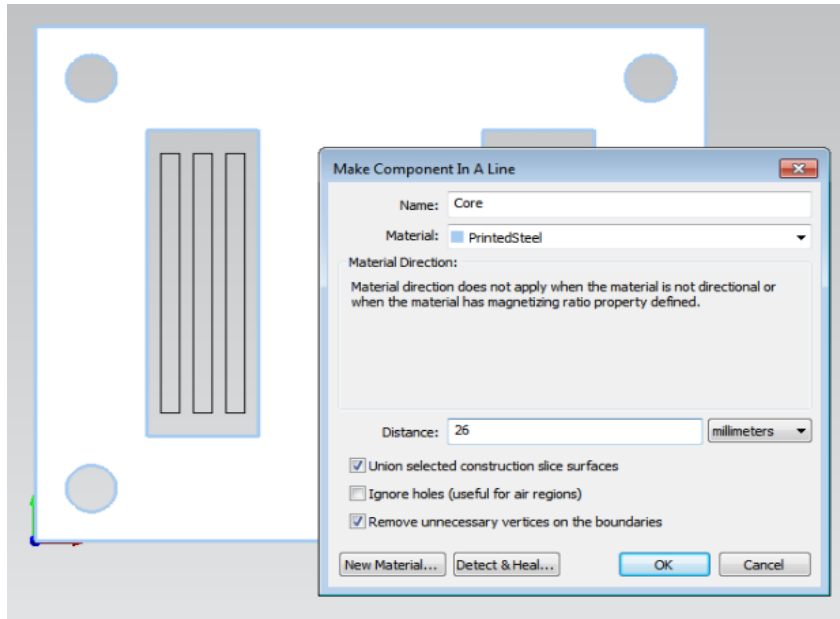 Make Component In A Line
Name: Core
Material: PrintedSteel
Material Direction:
Material direction does not apply when the material is not directional or
when the material has magnetizing ratio property defined.
Distance: 26 millimeters
Union selected construction slice surfaces
Ignore holes (useful for air regions)
Remove unnecessary vertices on the boundaries
New Material... Detect & Heal... OK Cancel